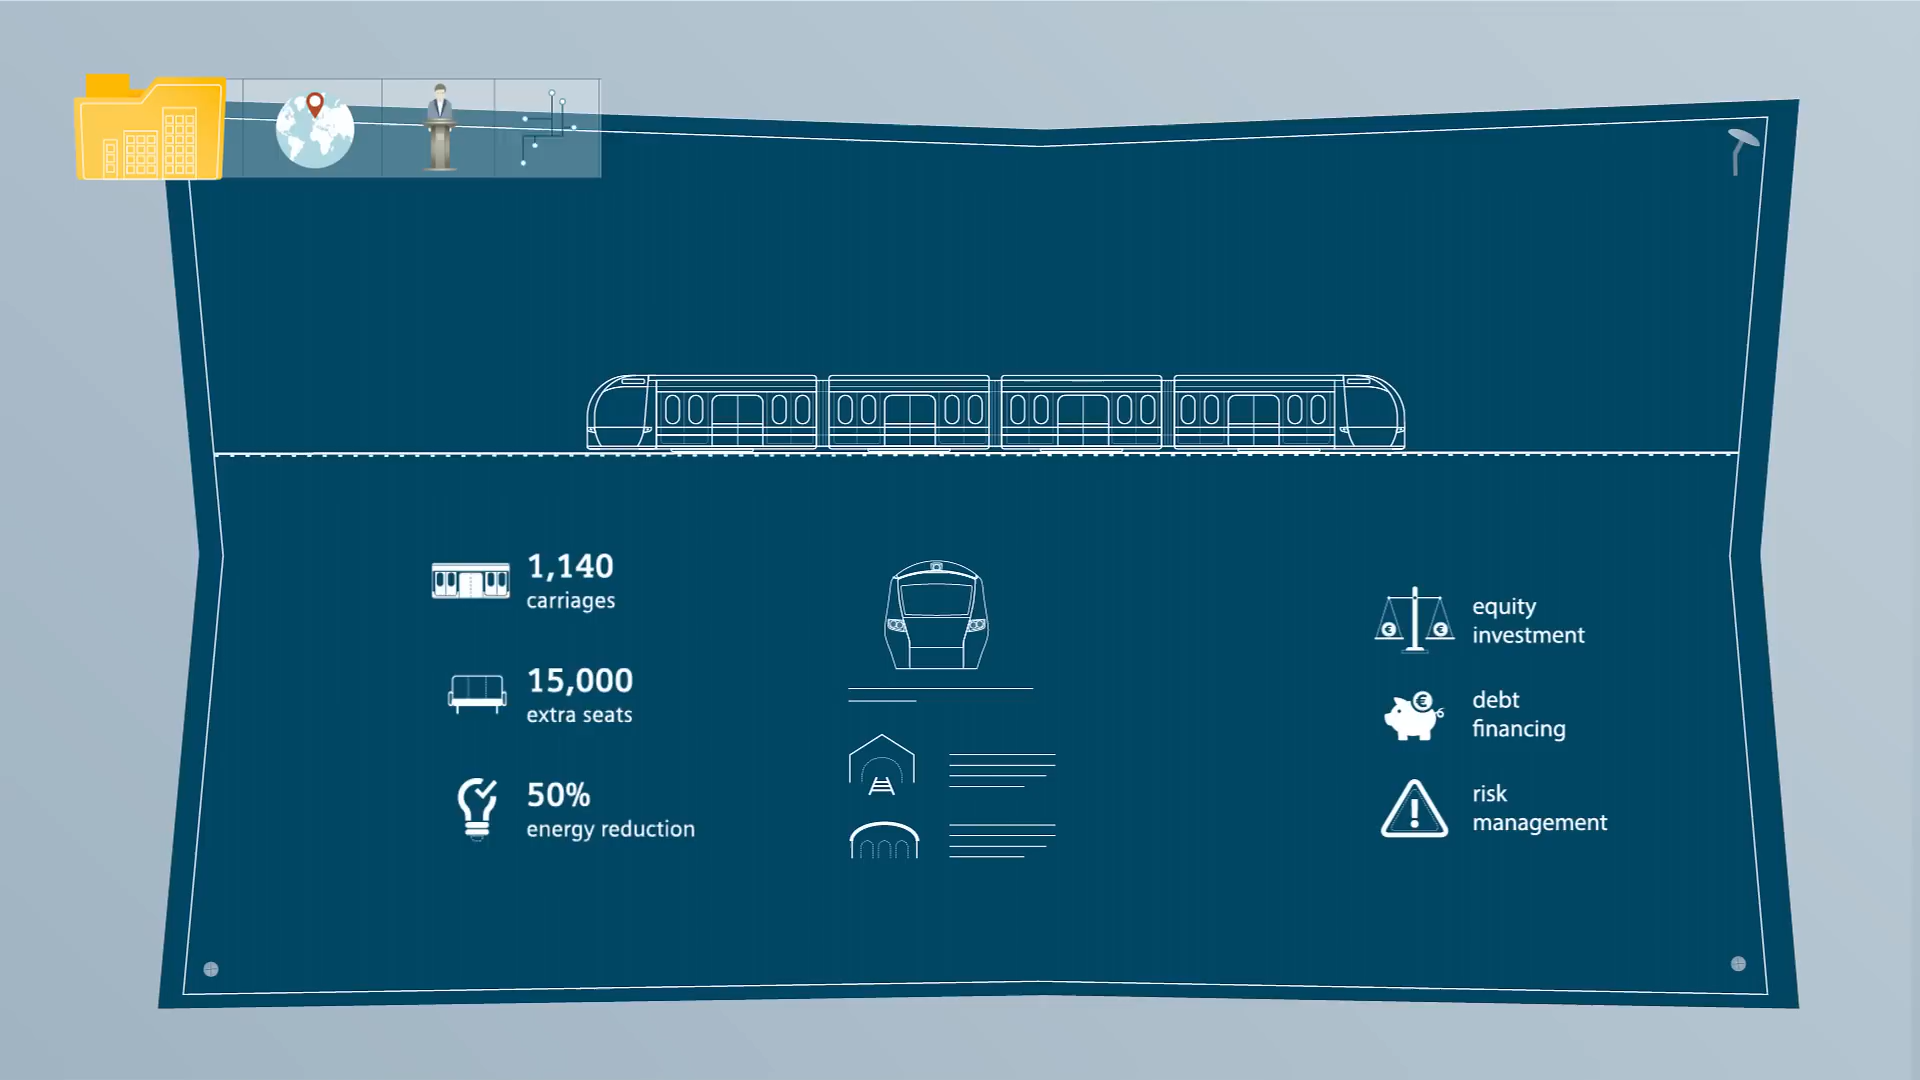 1,140
carriages
15,000
extra seats
50%
energy reduction
equity
investment
debt
financing
risk
management